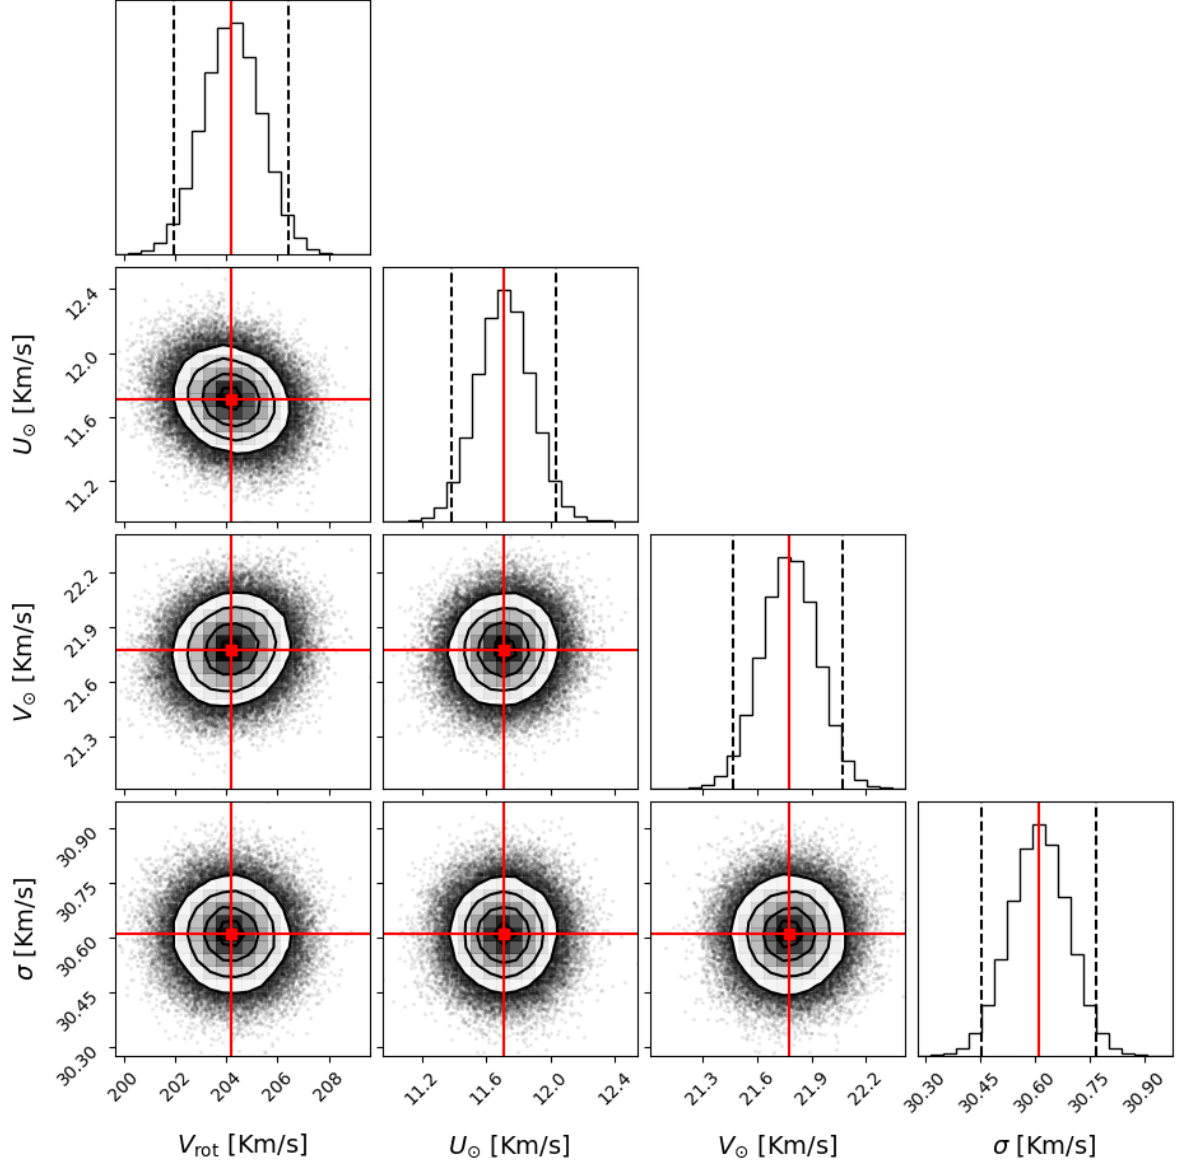 12.4
12.0
11.6
11.2
U⊙ [Km/s]
22.2
21.9
21.6
21.3
V⊙ [Km/s]
30.90
30.75
30.60
30.45
30.30
σ [Km/s]
200 202 204 206 208
11.2 11.6 12.0 12.4
21.3 21.6 21.9 22.2
30.30 30.45 30.60 30.75 30.90
Vrot [Km/s]
U⊙ [Km/s]
V⊙ [Km/s]
σ [Km/s]